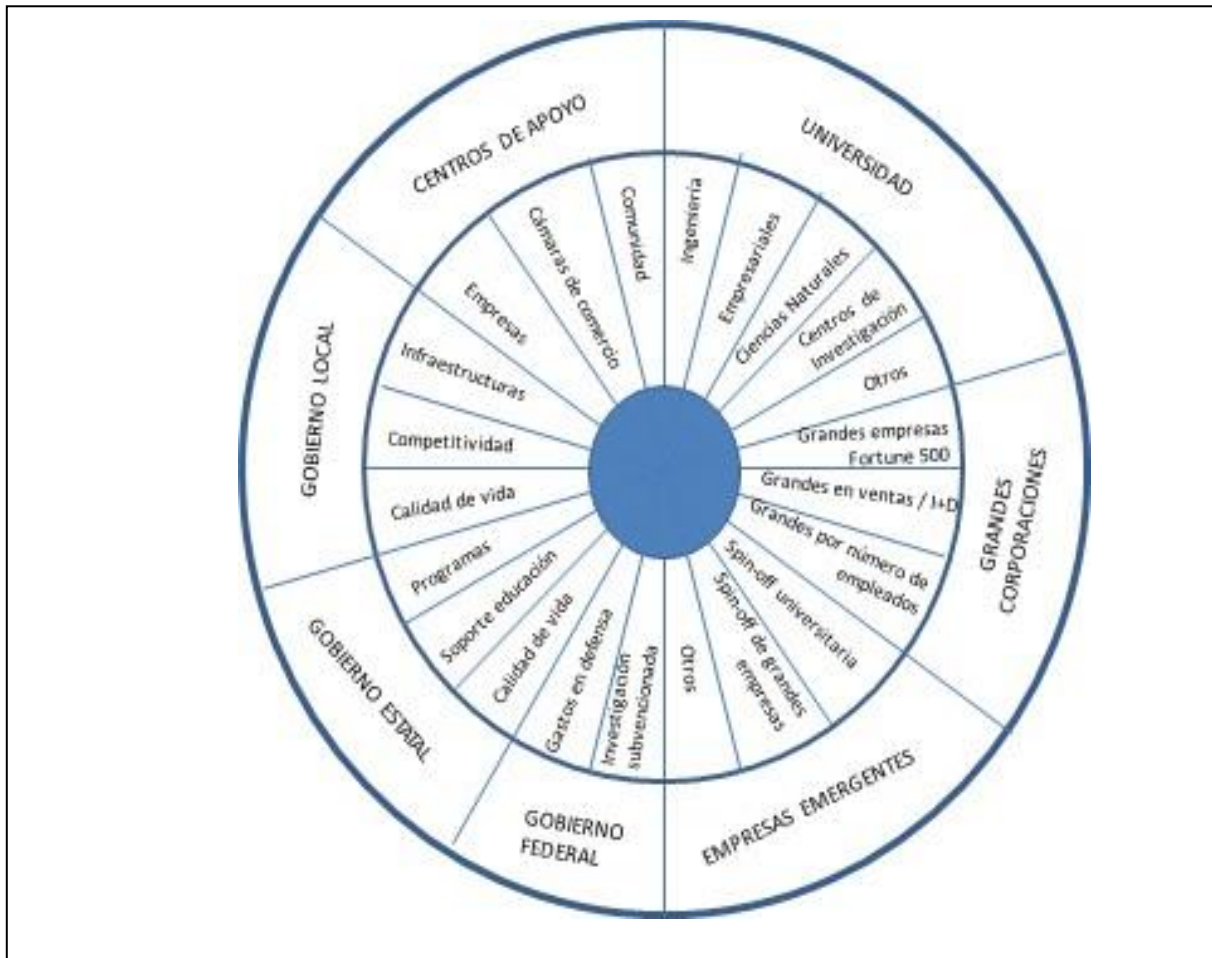 CENTROS DE APOYO
UNIVERSIDAD
GRANDES
CORPORACIONES
EMPRESAS EMERGENTES
GOBIERNO
FEDERAL
GOBIERNO ESTATAL
GOBIERNO LOCAL
Ingeniería
Empresariales
Ciencias Naturales
Centros de
Investigación
Otros
Grandes empresas
Fortune 500
Grandes en ventas / I+D
Grandes por número de
empleados
Spin-off universitaria
Spin-off de grandes
empresas
Otros
Investigación
subvencionada
Gastos en defensa
Calidad de vida
Soporte educación
Programas
Calidad de vida
Competitividad
Infraestructuras
Empresas
Cámaras de comercio
Comunidad